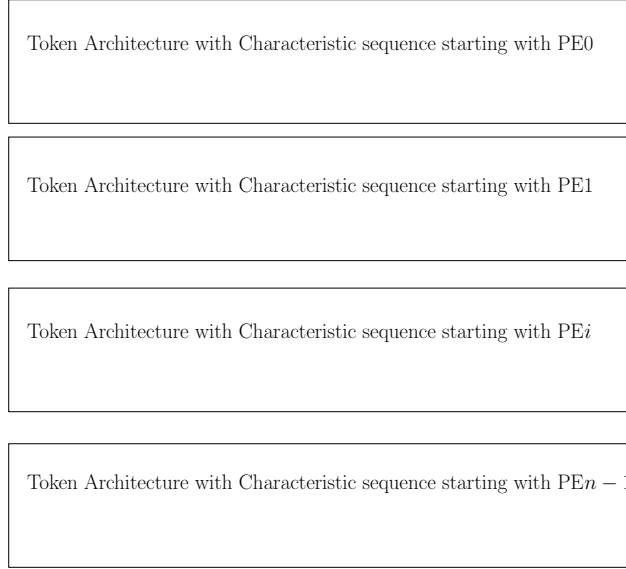 Token Architecture with Characteristic sequence starting with PE0
Token Architecture with Characteristic sequence starting with PE1
Token Architecture with Characteristic sequence starting with PEi
Token Architecture with Characteristic sequence starting with PEn − 1